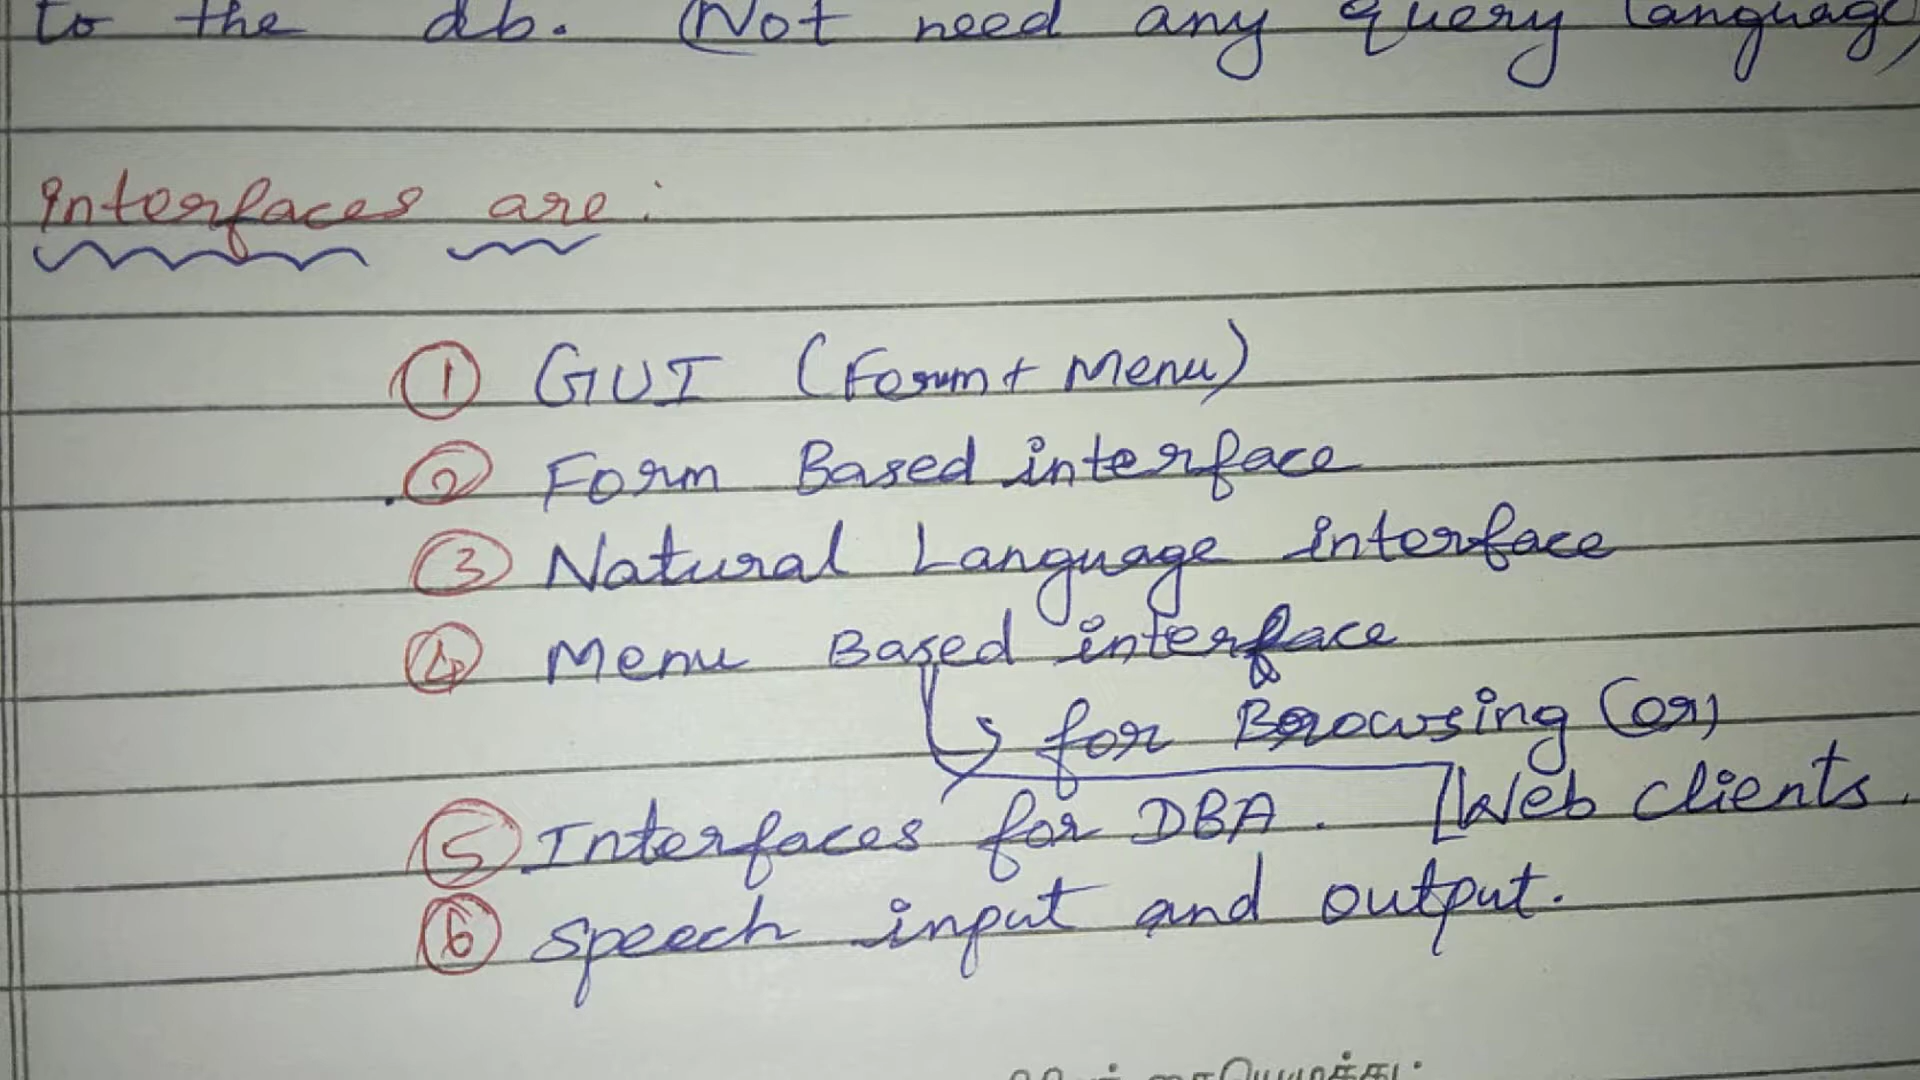 to the db. (Not need any query language)
Interfaces are:
① GUI (Form + Menu)
② Form Based interface
③ Natural Language interface
④ Menu Based interface
for Browsing (or)
Web clients.
⑤ Interfaces for DBA.
⑥ speech input and output.